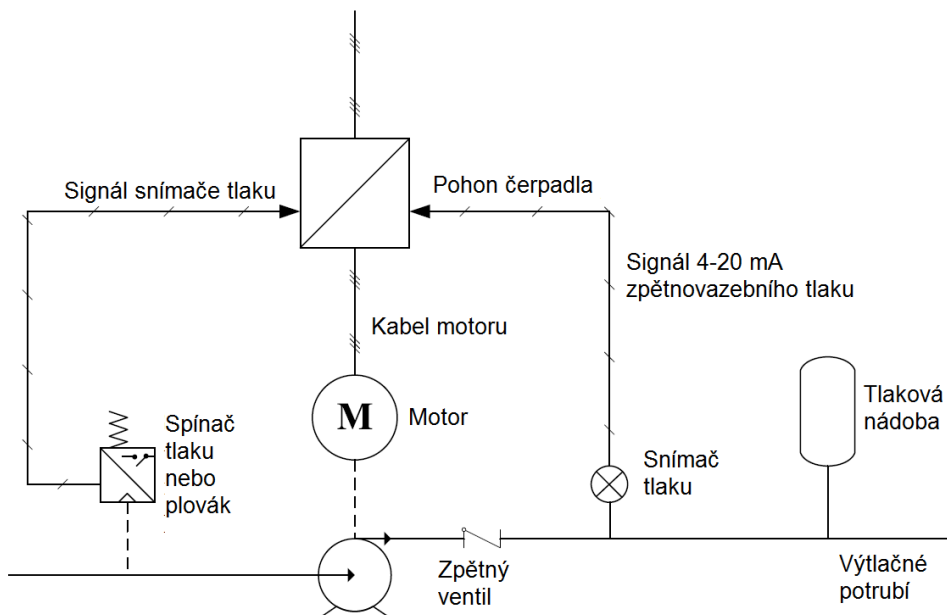 Signál snímače tlaku
Pohon čerpadla
Signál 4-20 mA
zpětnovazebního tlaku
Kabel motoru
M
Motor
Spínač
tlaku
nebo
plovák
Snímač
tlaku
Tlaková
nádoba
Zpětný
ventil
Výtlačné
potrubí